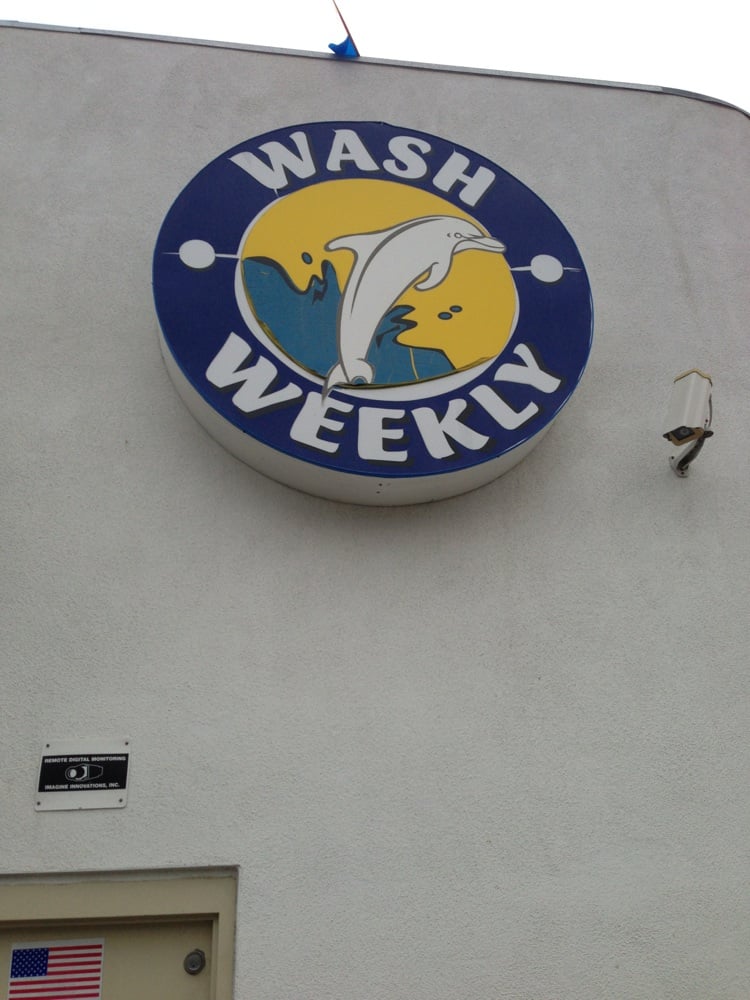 WASH
WEEKLY
REMOTE DIGITAL MONITORING
IMAGINE INNOVATIONS, INC.